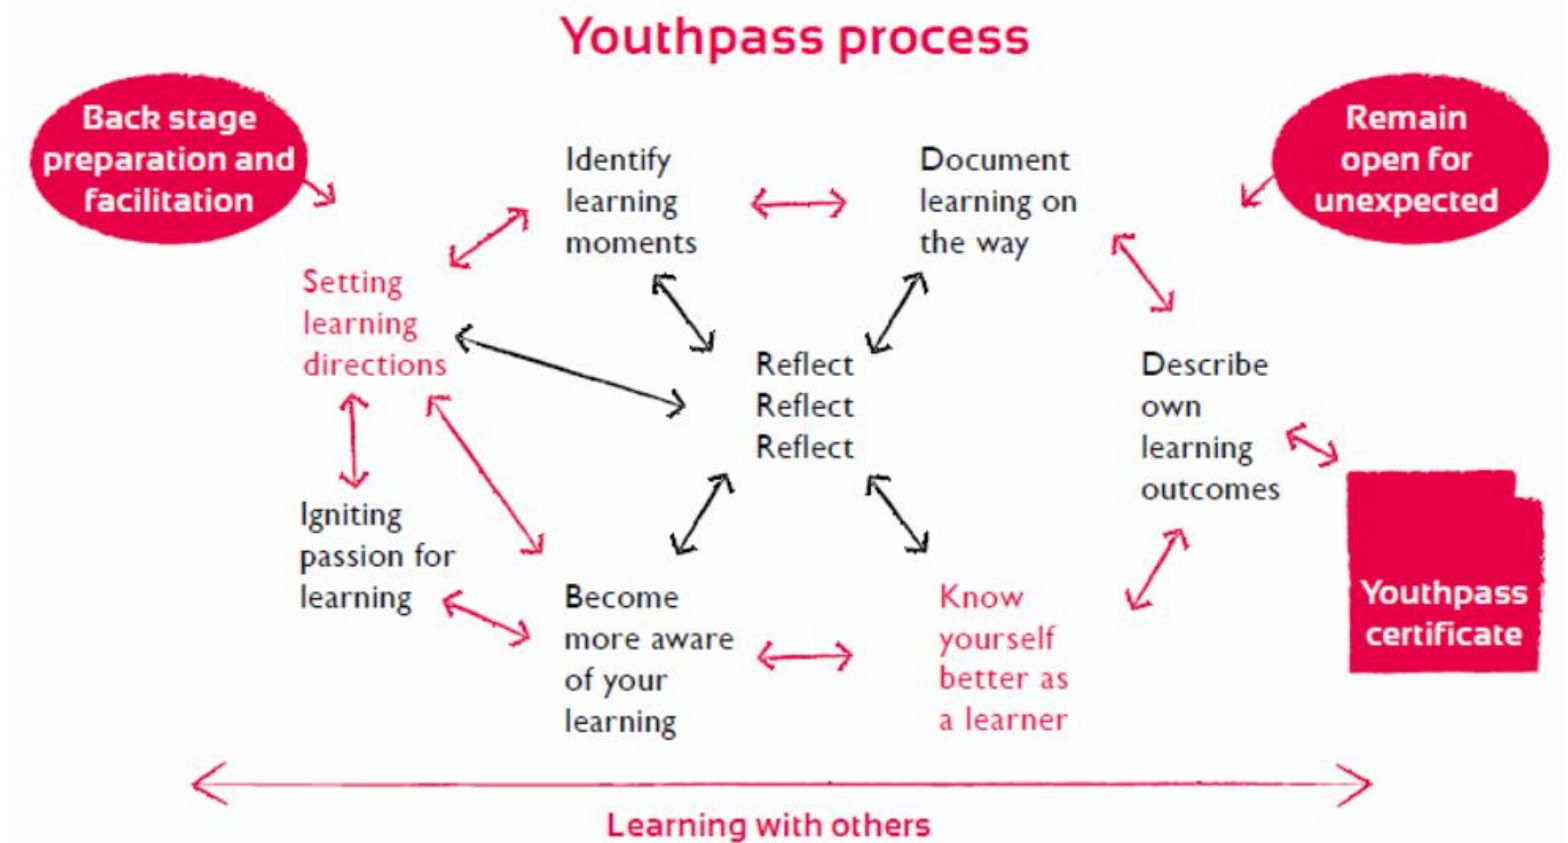 Youthpass process
Back stage
preparation and
facilitation
Remain
open for
unexpected
Identify
learning
moments
Document
learning on
the way
Setting
learning
directions
Reflect
Reflect
Reflect
Describe
own
learning
outcomes
Igniting
passion for
learning
Become
more aware
of your
learning
Know
yourself
better as
a learner
Youthpass
certificate
Learning with others